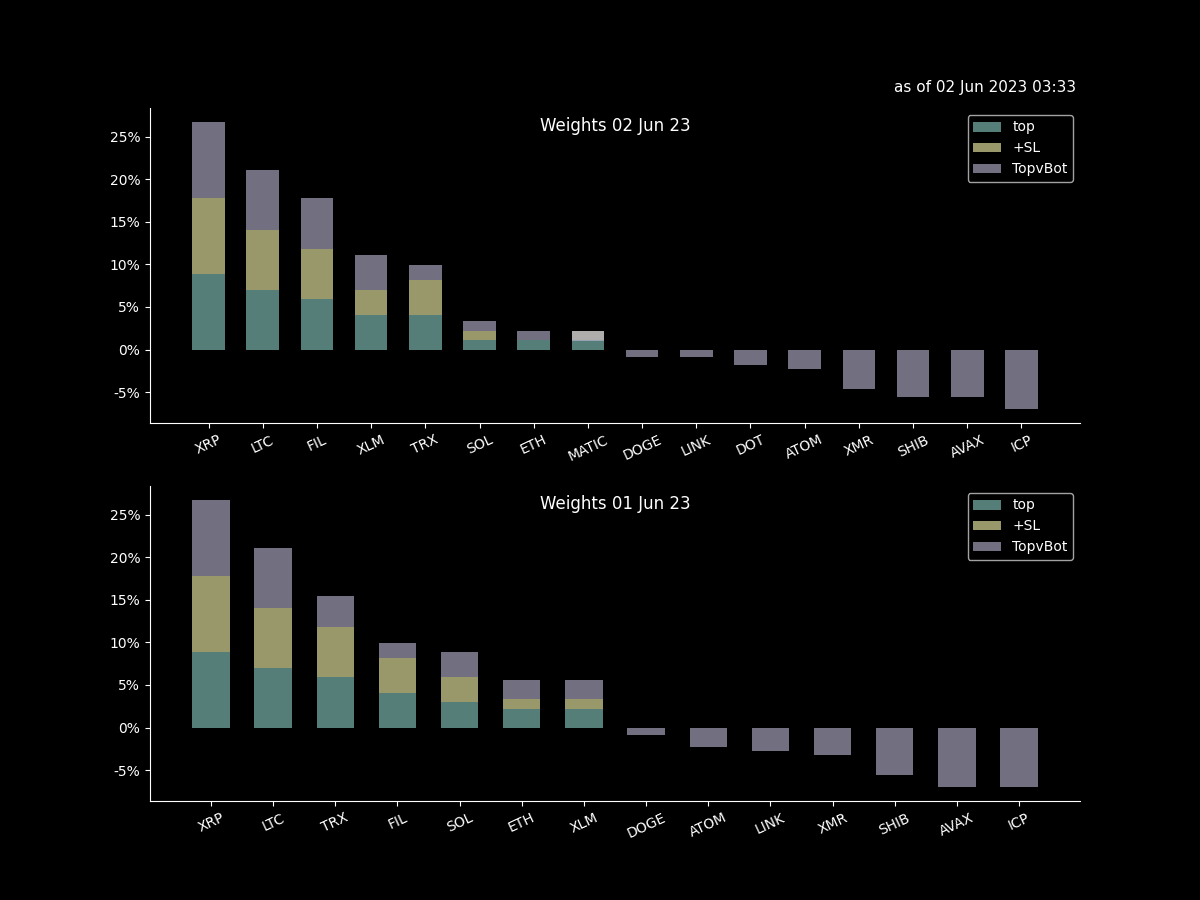 as of 02 Jun 2023 03:33
Weights 02 Jun 23
top
+SL
TopvBot
25%
20%
15%
10%
5%
0%
-5%
XRP LTC FIL XLM TRX SOL ETH MATIC DOGE LINK DOT ATOM XMR SHIB AVAX ICP
Weights 01 Jun 23
top
+SL
TopvBot
25%
20%
15%
10%
5%
0%
-5%
XRP LTC TRX FIL SOL ETH XLM DOGE ATOM LINK XMR SHIB AVAX ICP